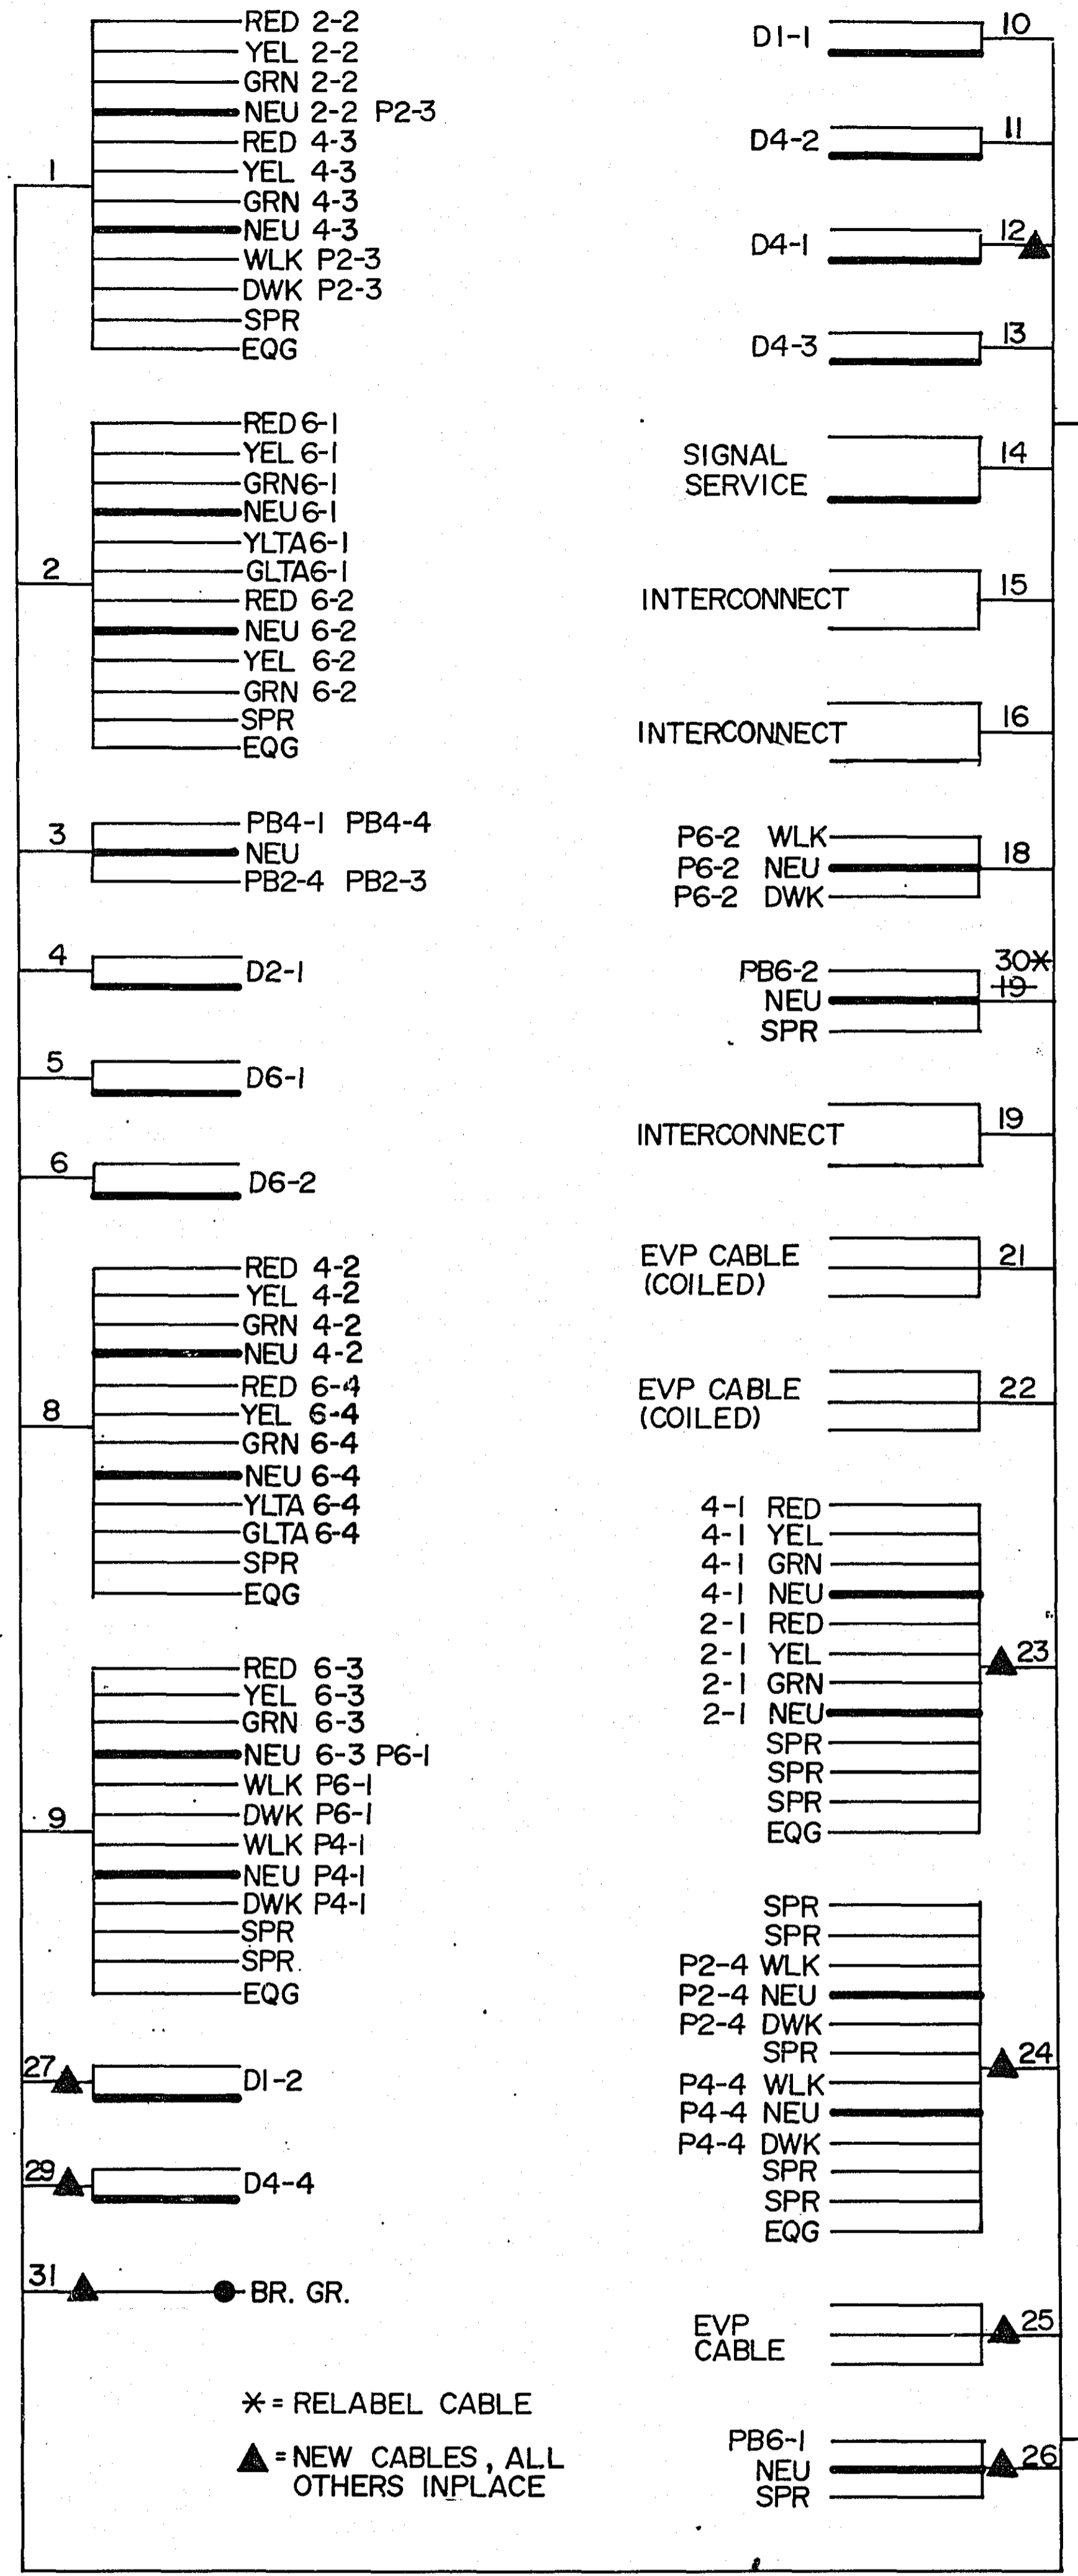 1
RED 2-2
YEL 2-2
GRN 2-2
NEU 2-2 P2-3
RED 4-3
YEL 4-3
GRN 4-3
NEU 4-3
WLK P2-3
DWK P2-3
SPR
EQG
2
RED 6-1
YEL 6-1
GRN 6-1
NEU 6-1
YLTA 6-1
GLTA 6-1
RED 6-2
NEU 6-2
YEL 6-2
GRN 6-2
SPR
EQG
3
PB4-1 PB4-4
NEU
PB2-4 PB2-3
4
D2-1
5
D6-1
6
D6-2
8
RED 4-2
YEL 4-2
GRN 4-2
NEU 4-2
RED 6-4
YEL 6-4
GRN 6-4
NEU 6-4
YLTA 6-4
GLTA 6-4
SPR
EQG
9
RED 6-3
YEL 6-3
GRN 6-3
NEU 6-3 P6-1
WLK P6-1
DWK P6-1
WLK P4-1
NEU P4-1
DWK P4-1
SPR
SPR
EQG
27 ▲
D1-2
29 ▲
D4-4
31 ▲
BR. GR.
* = RELABEL CABLE
▲ = NEW CABLES, ALL
OTHERS INPLACE
D1-1
10
D4-2
11
D4-1
12 ▲
D4-3
13
SIGNAL
SERVICE
14
INTERCONNECT
15
INTERCONNECT
16
P6-2 WLK
P6-2 NEU
P6-2 DWK
18
PB6-2
NEU
SPR
30*
19
INTERCONNECT
19
EVP CABLE
(COILED)
21
EVP CABLE
(COILED)
22
4-1 RED
4-1 YEL
4-1 GRN
4-1 NEU
2-1 RED
2-1 YEL
2-1 GRN
2-1 NEU
SPR
SPR
SPR
EQG
▲ 23
SPR
SPR
P2-4 WLK
P2-4 NEU
P2-4 DWK
SPR
P4-4 WLK
P4-4 NEU
P4-4 DWK
SPR
SPR
EQG
▲ 24
EVP
CABLE
▲ 25
PB6-1
NEU
SPR
▲ 26